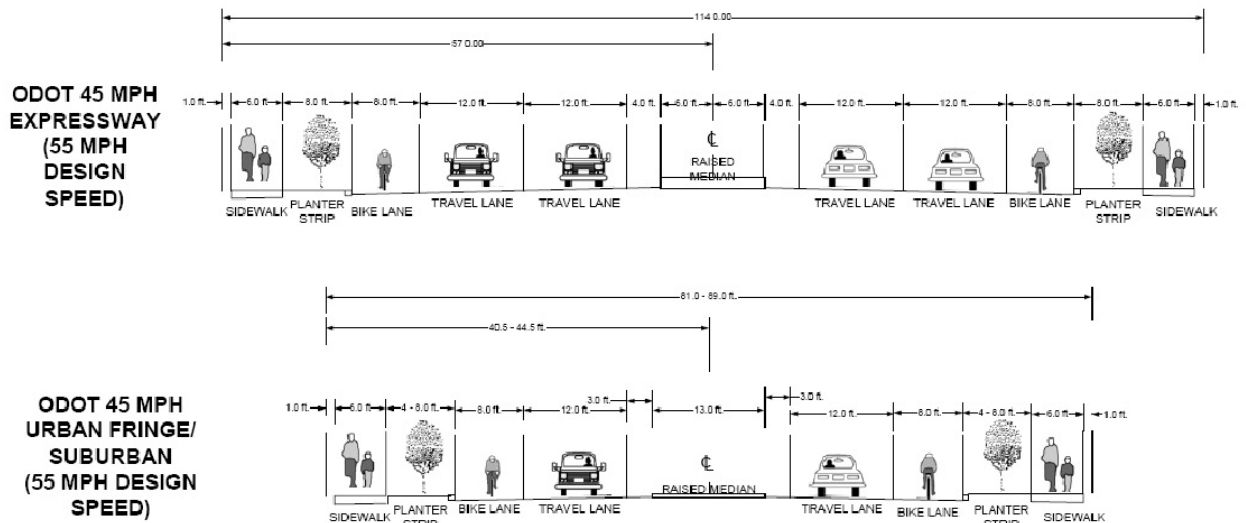 114 0.00
57 0.00
ODOT 45 MPH
EXPRESSWAY
(55 MPH
DESIGN
SPEED)
1.0 ft. 6.0 ft 8.0 ft. 8.0 ft. 12.0 ft. 12.0 ft. 4.0 ft. 6.0 ft. 6.0 ft. 4.0 ft. 12.0 ft. 12.0 ft. 8.0 ft. 8.0 ft. 6.0 ft. 1.0 ft.
℄
RAISED
MEDIAN
SIDEWALK PLANTER STRIP BIKE LANE TRAVEL LANE TRAVEL LANE TRAVEL LANE TRAVEL LANE BIKE LANE PLANTER STRIP SIDEWALK
81.0 - 89.0 ft.
40.5 - 44.5 ft.
ODOT 45 MPH
URBAN FRINGE/
SUBURBAN
(55 MPH DESIGN
SPEED)
1.0 ft. 6.0 ft 4 - 8.0 ft. 8.0 ft. 12.0 ft. 3.0 ft. 13.0 ft. 3.0 ft. 12.0 ft. 8.0 ft. 4 - 8.0 ft. 6.0 ft. 1.0 ft.
℄
RAISED MEDIAN
SIDEWALK PLANTER STRIP BIKE LANE TRAVEL LANE TRAVEL LANE BIKE LANE PLANTER STRIP SIDEWALK